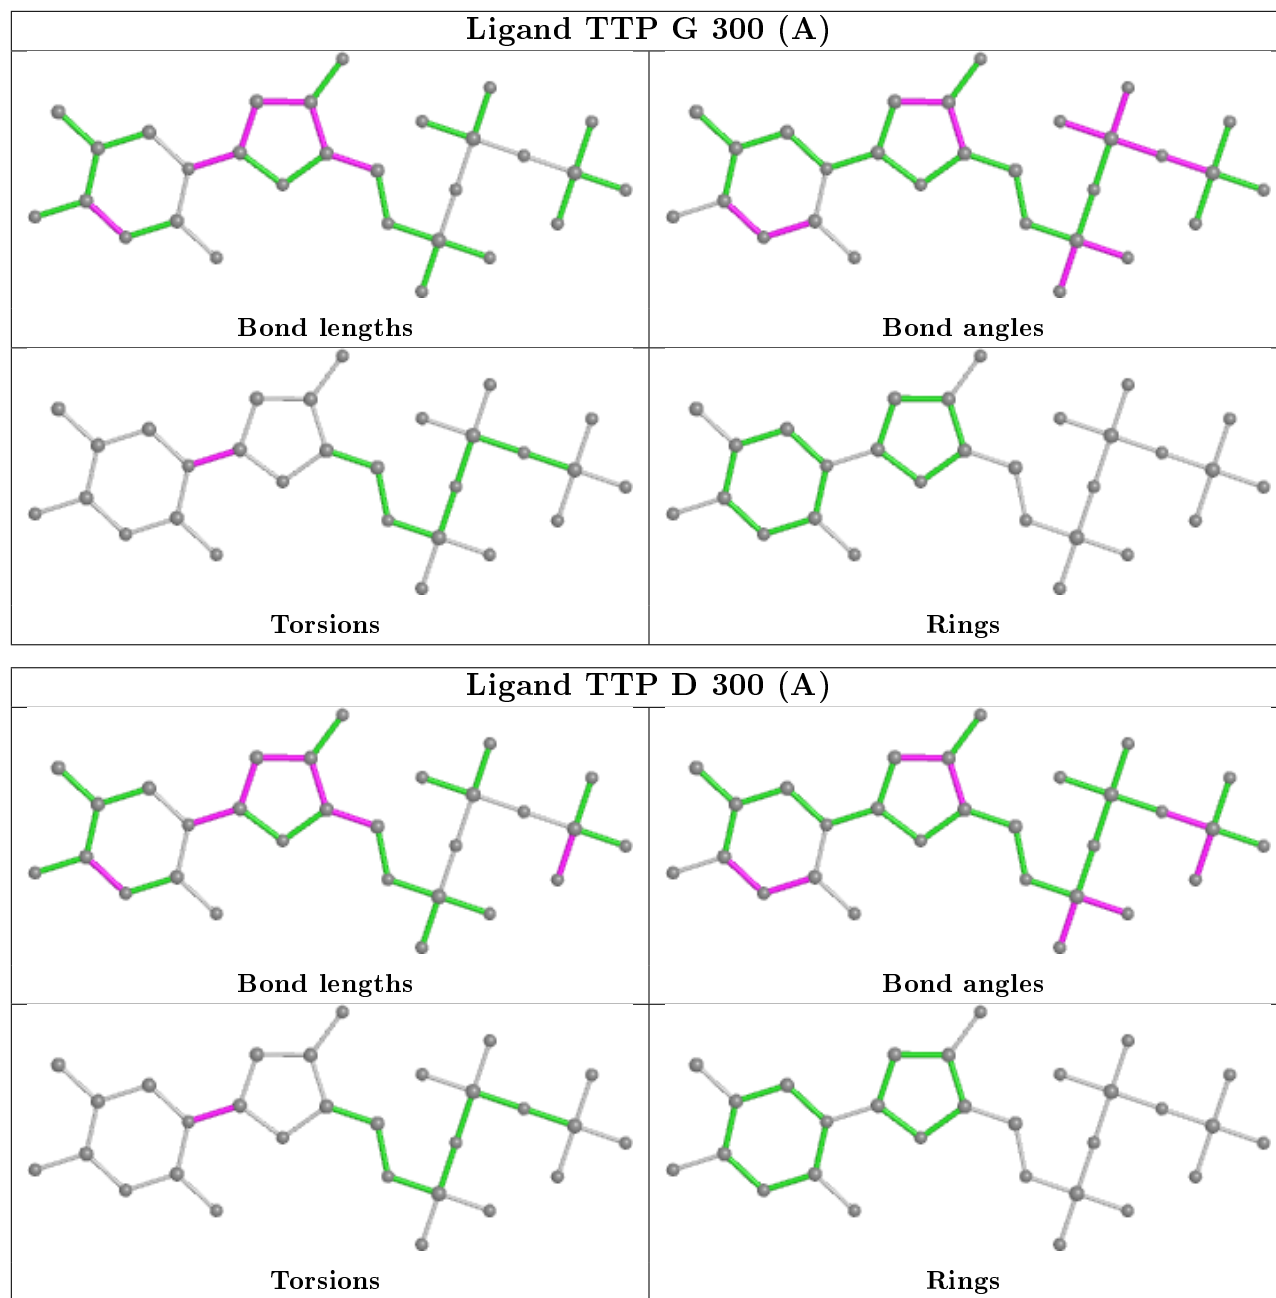 Ligand TTP G 300 (A)
Bond lengths
Bond angles
Torsions
Rings
Ligand TTP D 300 (A)
Bond lengths
Bond angles
Torsions
Rings